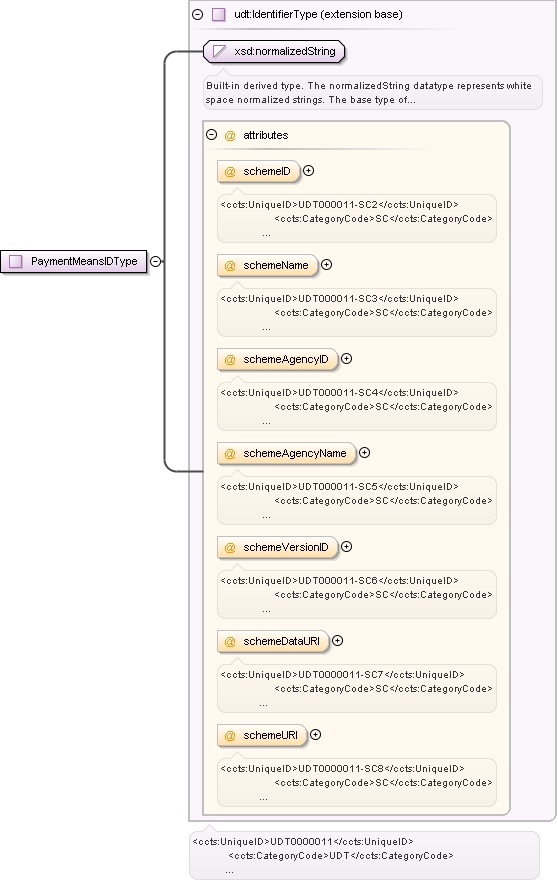 udt:IdentifierType (extension base)
xsd:normalizedString
Built-in derived type. The normalizedString datatype represents white
space normalized strings. The base type of...
attributes
@ schemeID
<ccts:UniqueID>UDT000011-SC2</ccts:UniqueID>
<ccts:CategoryCode>SC</ccts:CategoryCode>
...
PaymentMeansIDType
@ schemeName
<ccts:UniqueID>UDT000011-SC3</ccts:UniqueID>
<ccts:CategoryCode>SC</ccts:CategoryCode>
...
@ schemeAgencyID
<ccts:UniqueID>UDT000011-SC4</ccts:UniqueID>
<ccts:CategoryCode>SC</ccts:CategoryCode>
...
@ schemeAgencyName
<ccts:UniqueID>UDT000011-SC5</ccts:UniqueID>
<ccts:CategoryCode>SC</ccts:CategoryCode>
...
@ schemeVersionID
<ccts:UniqueID>UDT000011-SC6</ccts:UniqueID>
<ccts:CategoryCode>SC</ccts:CategoryCode>
...
@ schemeDataURI
<ccts:UniqueID>UDT0000011-SC7</ccts:UniqueID>
<ccts:CategoryCode>SC</ccts:CategoryCode>
...
@ schemeURI
<ccts:UniqueID>UDT0000011-SC8</ccts:UniqueID>
<ccts:CategoryCode>SC</ccts:CategoryCode>
...
<ccts:UniqueID>UDT0000011</ccts:UniqueID>
<ccts:CategoryCode>UDT</ccts:CategoryCode>
...